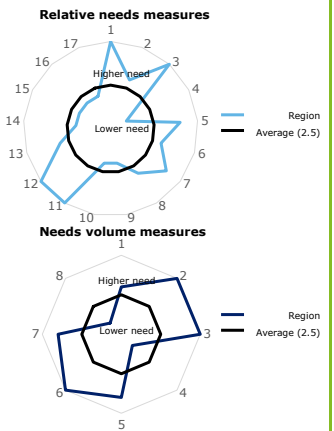 Relative needs measures
1
17 2
16 3
Higher need
15 4
14 Lower need 5
Region
Average (2.5)
13 6
12 7
11 8
10 9
Needs volume measures
1
8 Higher need 2
7 Lower need 3
Region
Average (2.5)
6 4
5